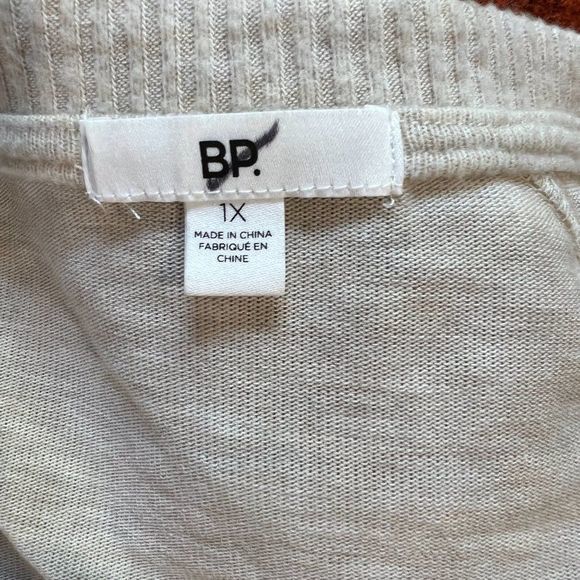 BP.
1X
MADE IN CHINA
FABRIQUÉ EN
CHINE